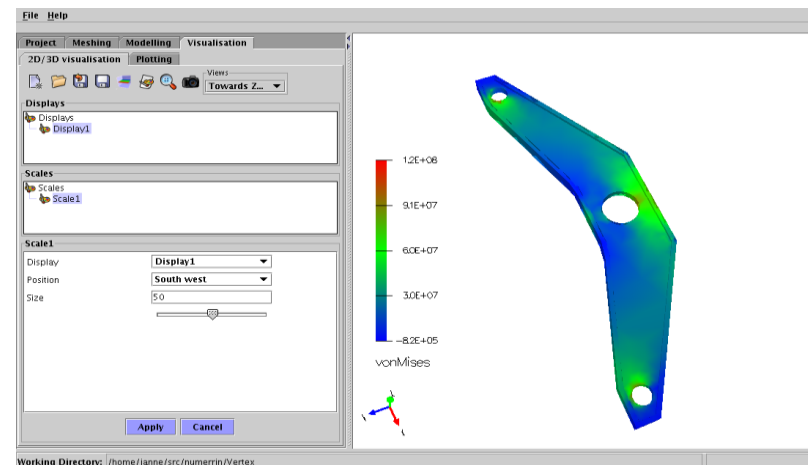 File Help
Project Meshing Modelling Visualisation
2D/3D visualisation Plotting
Views
Towards Z...
Displays
Displays
Display1
Scales
Scales
Scale1
Scale1
Display Display1
Position South west
Size 50
Apply Cancel
1.2E+08
9.1E+07
6.0E+07
3.0E+07
-8.2E+05
vonMises
Working Directory: /home/janne/src/numerrin/Vertex